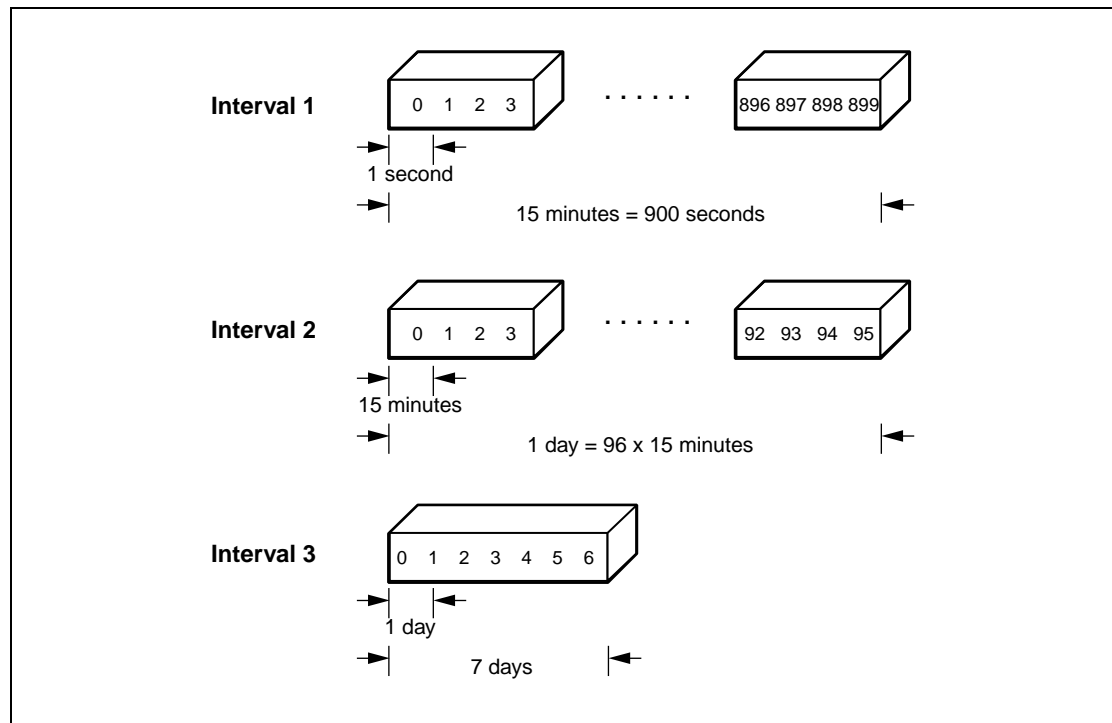 Interval 1
0 1 2 3 . . . . . . 896 897 898 899
1 second
15 minutes = 900 seconds
Interval 2
0 1 2 3 . . . . . . 92 93 94 95
15 minutes
1 day = 96 x 15 minutes
Interval 3
0 1 2 3 4 5 6
1 day
7 days